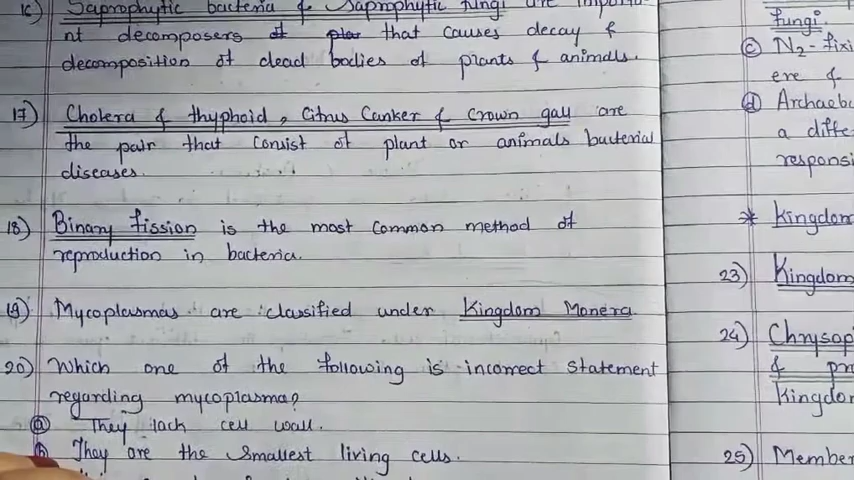 16) Saprophytic bacteria & Saprophytic fungi are importa-
nt decomposers of that causes decay &
decomposition of dead bodies of plants & animals.
17) Cholera & thyphoid, Citrus Canker & Crown gall are
the pair that consist of plant or animals bacterial
diseases.
18) Binary fission is the most common method of
reproduction in bacteria.
19) Mycoplasmas are classified under Kingdom Monera.
20) Which one of the following is incorrect statement
regarding mycoplasma?
(a) They lack cell wall.
(b) They are the smallest living cells.
fungi.
(c) N2-fixi
ere &
(d) Archaeba
a diffe
responsi
* Kingdom
23) Kingdom
24) Chrysop
& pr
Kingdom
25) Member